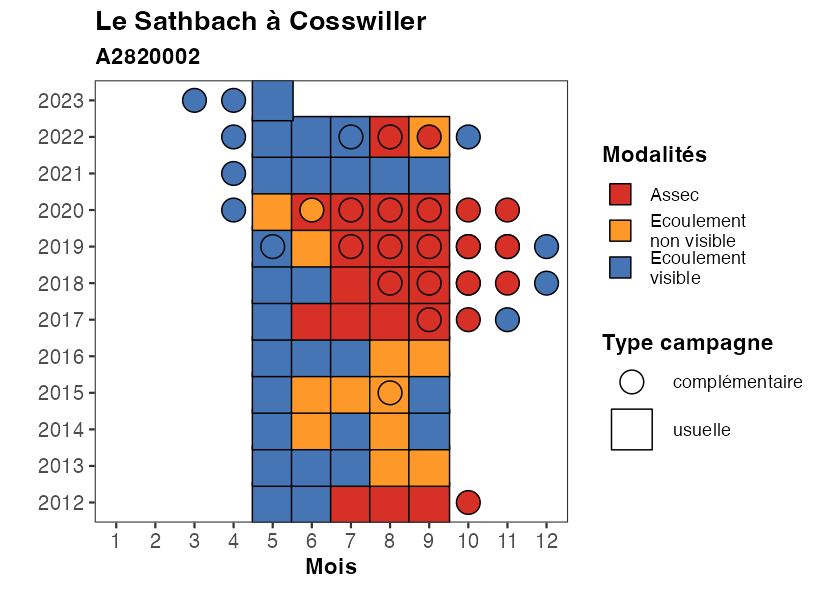 Le Sathbach à Cosswiller
A2820002
2023
2022
2021
2020
2019
2018
2017
2016
2015
2014
2013
2012
1 2 3 4 5 6 7 8 9 10 11 12
Mois
Modalités
Assec
Ecoulement
non visible
Ecoulement
visible
Type campagne
complémentaire
usuelle